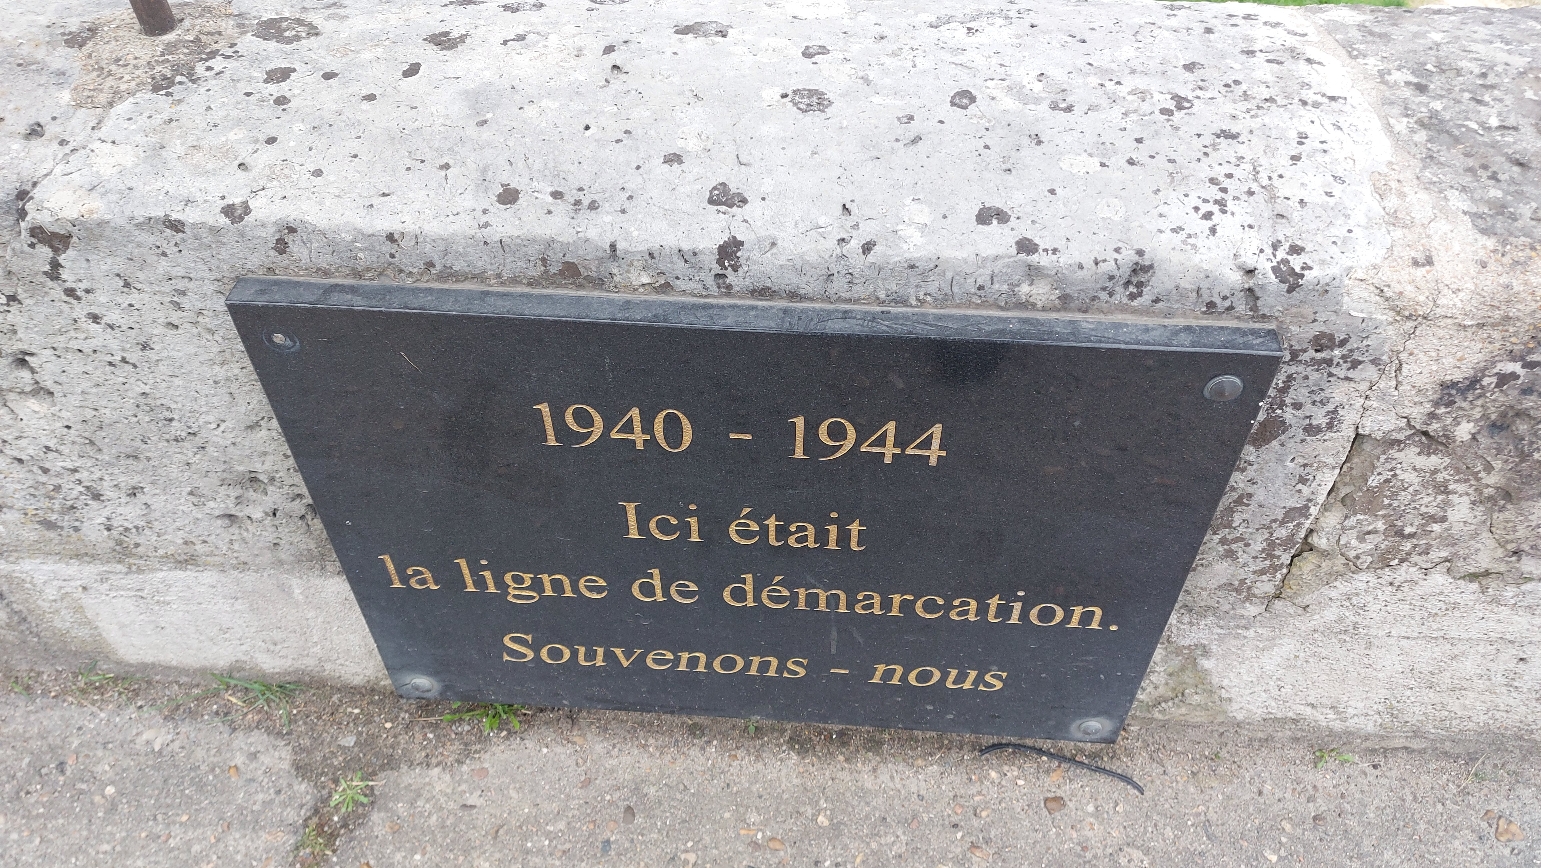 1940 - 1944
Ici était
la ligne de démarcation.
Souvenons - nous